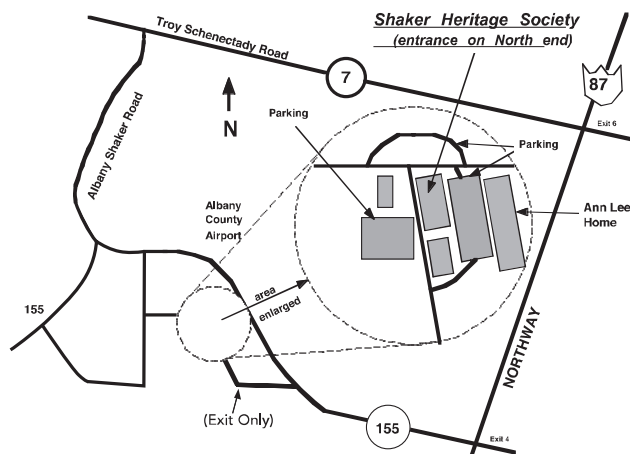 Shaker Heritage Society
(entrance on North end)
Troy Schenectady Road
7
87
Exit 6
N
Parking
Parking
Albany Shaker Road
Albany
County
Airport
Ann Lee
Home
area
enlarged
155
NORTHWAY
(Exit Only)
155
Exit 4